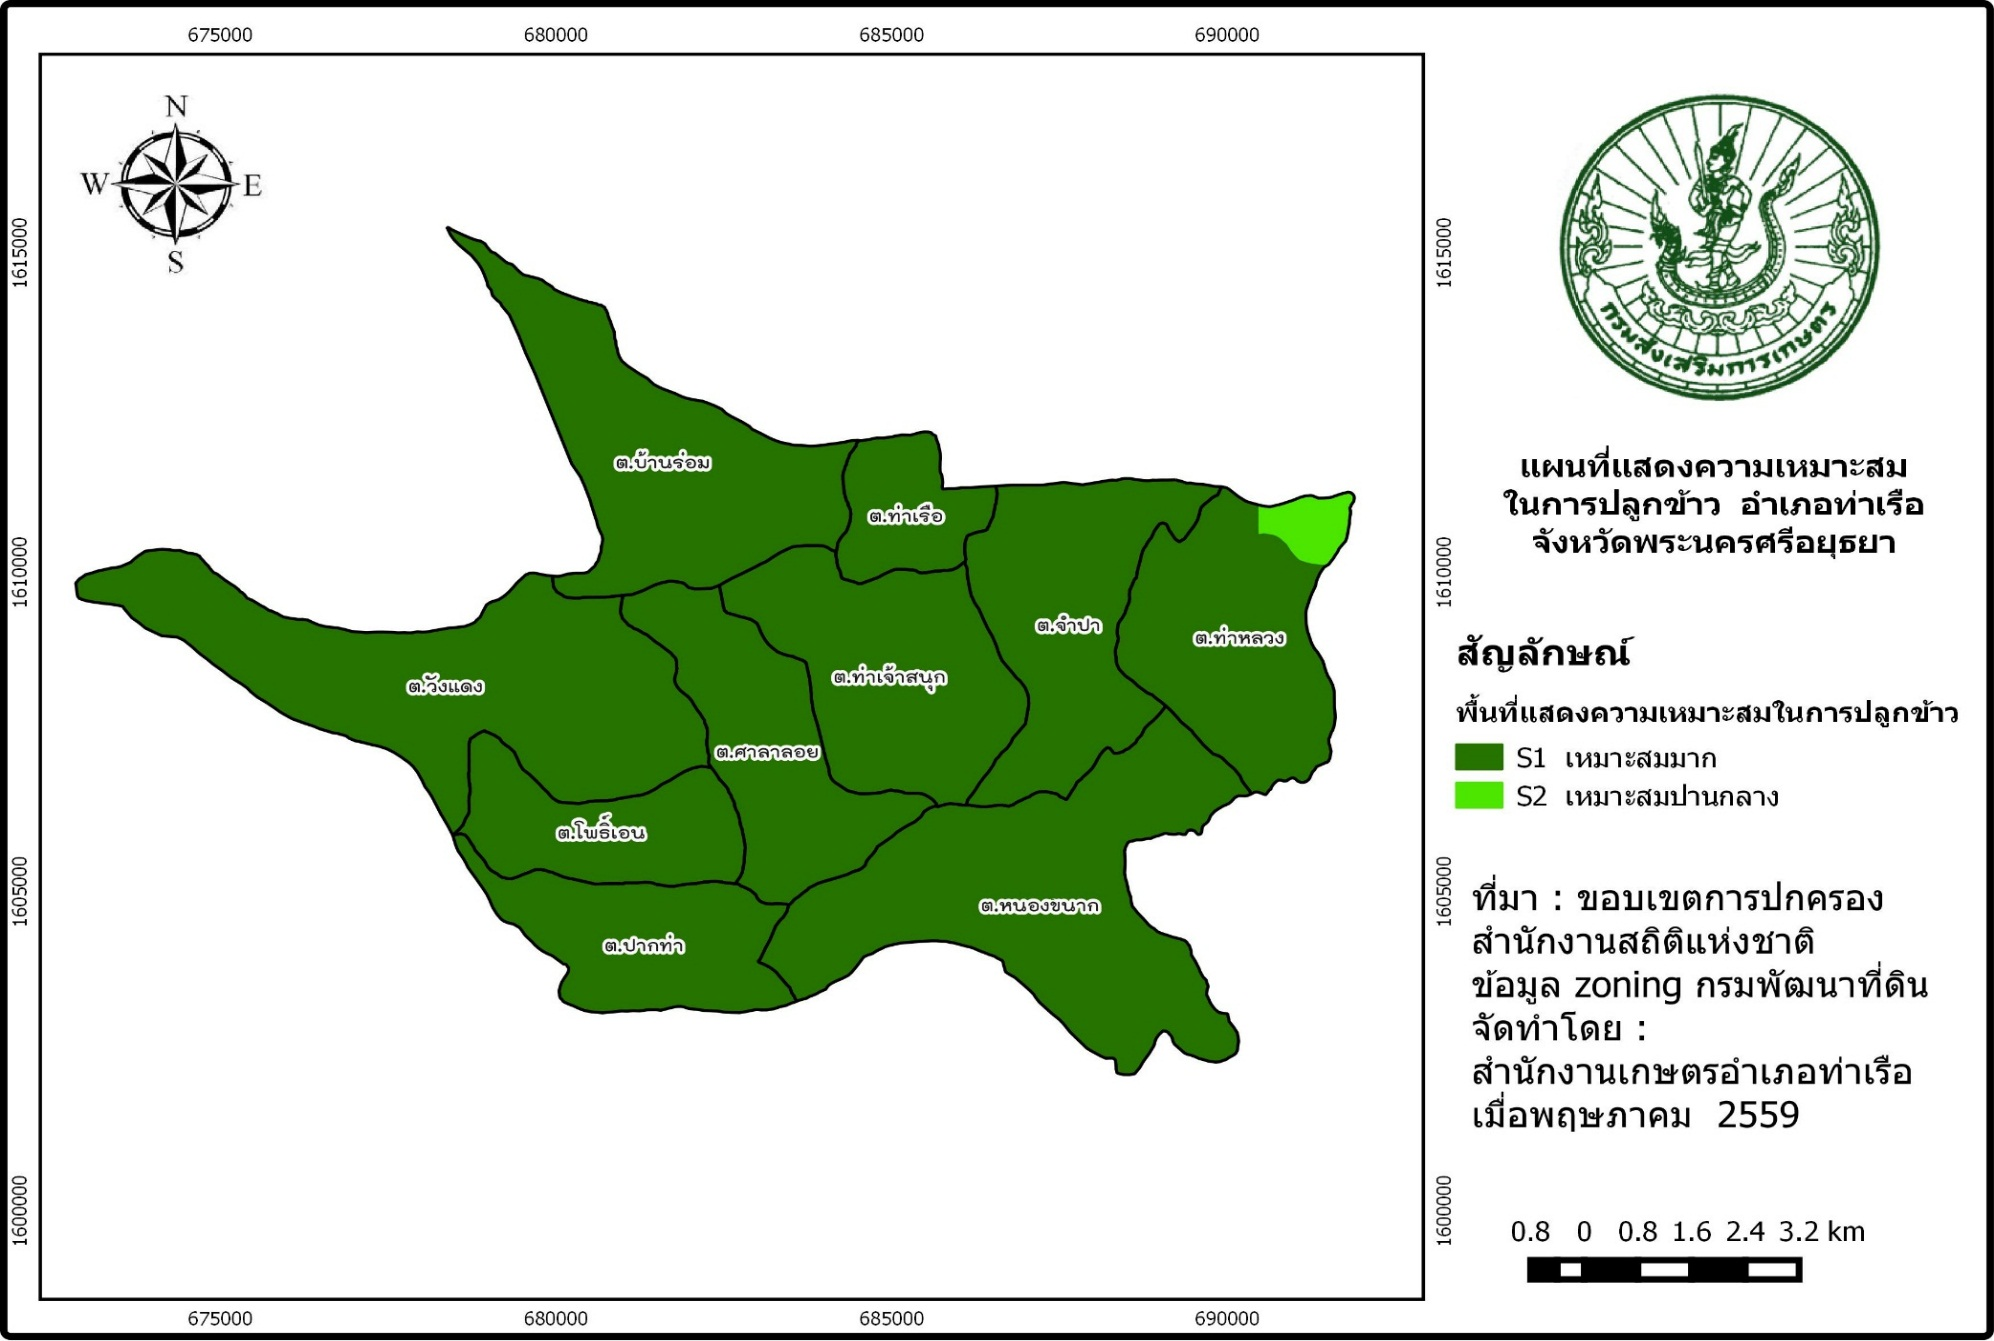 675000 680000 685000 690000
N
W E
S
1615000
1610000
1605000
1600000
ต.บ้านร่อม
ต.ท่าเรือ
ต.จำปา
ต.ท่าหลวง
ต.วังแดง
ต.ท่าเจ้าสนุก
ต.ศาลาลอย
ต.โพธิ์เอน
ต.หนองขนาก
ต.ปากท่า
1615000
1610000
1605000
1600000
675000 680000 685000 690000
กรมส่งเสริมการเกษตร
แผนที่แสดงความเหมาะสม
ในการปลูกข้าว อำเภอท่าเรือ
จังหวัดพระนครศรีอยุธยา
สัญลักษณ์
พื้นที่แสดงความเหมาะสมในการปลูกข้าว
S1 เหมาะสมมาก
S2 เหมาะสมปานกลาง
ที่มา : ขอบเขตการปกครอง
สำนักงานสถิติแห่งชาติ
ข้อมูล zoning กรมพัฒนาที่ดิน
จัดทำโดย :
สำนักงานเกษตรอำเภอท่าเรือ
เมื่อพฤษภาคม 2559
0.8 0 0.8 1.6 2.4 3.2 km